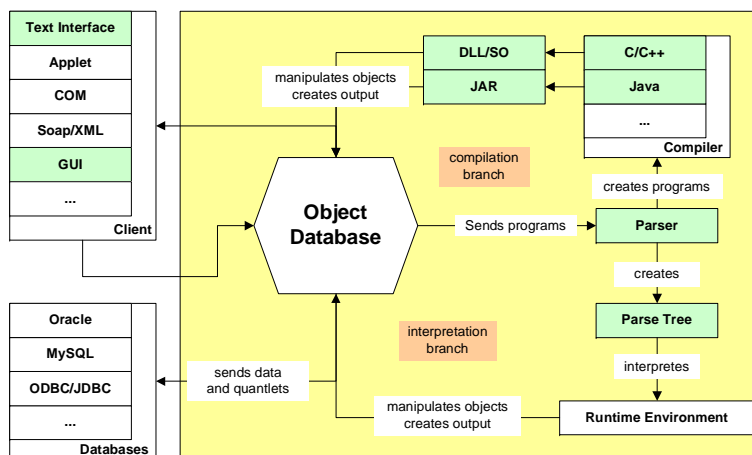 Text Interface
Applet
COM
Soap/XML
GUI
...
Client
manipulates objects
creates output
DLL/SO
JAR
C/C++
Java
...
Compiler
compilation
branch
creates programs
Object
Database
Sends programs
Parser
creates
Parse Tree
interpretes
Runtime Environment
interpretation
branch
manipulates objects
creates output
sends data
and quantlets
Oracle
MySQL
ODBC/JDBC
...
Databases